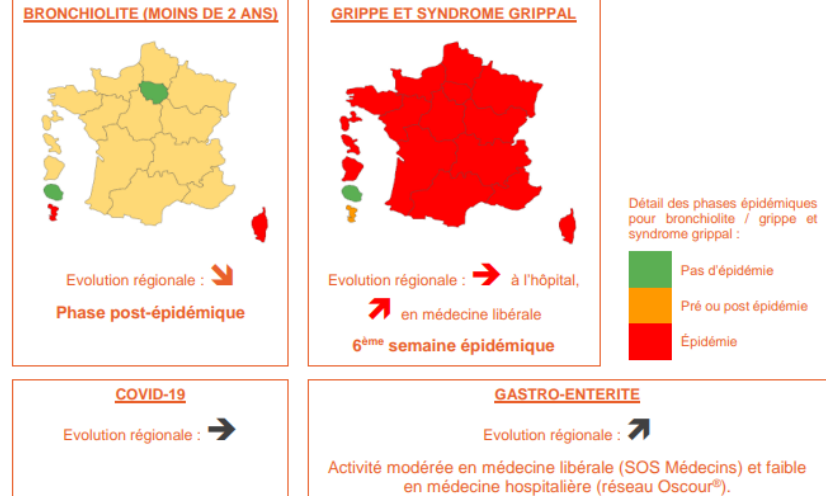 BRONCHIOLITE (MOINS DE 2 ANS)
Evolution régionale :
Phase post-épidémique
GRIPPE ET SYNDROME GRIPPAL
Evolution régionale : à l'hôpital,
en médecine libérale
6ème semaine épidémique
Détail des phases épidémiques
pour bronchiolite / grippe et
syndrome grippal :
Pas d'épidémie
Pré ou post épidémie
Épidémie
COVID-19
Evolution régionale :
GASTRO-ENTERITE
Evolution régionale :
Activité modérée en médecine libérale (SOS Médecins) et faible
en médecine hospitalière (réseau Oscour®).